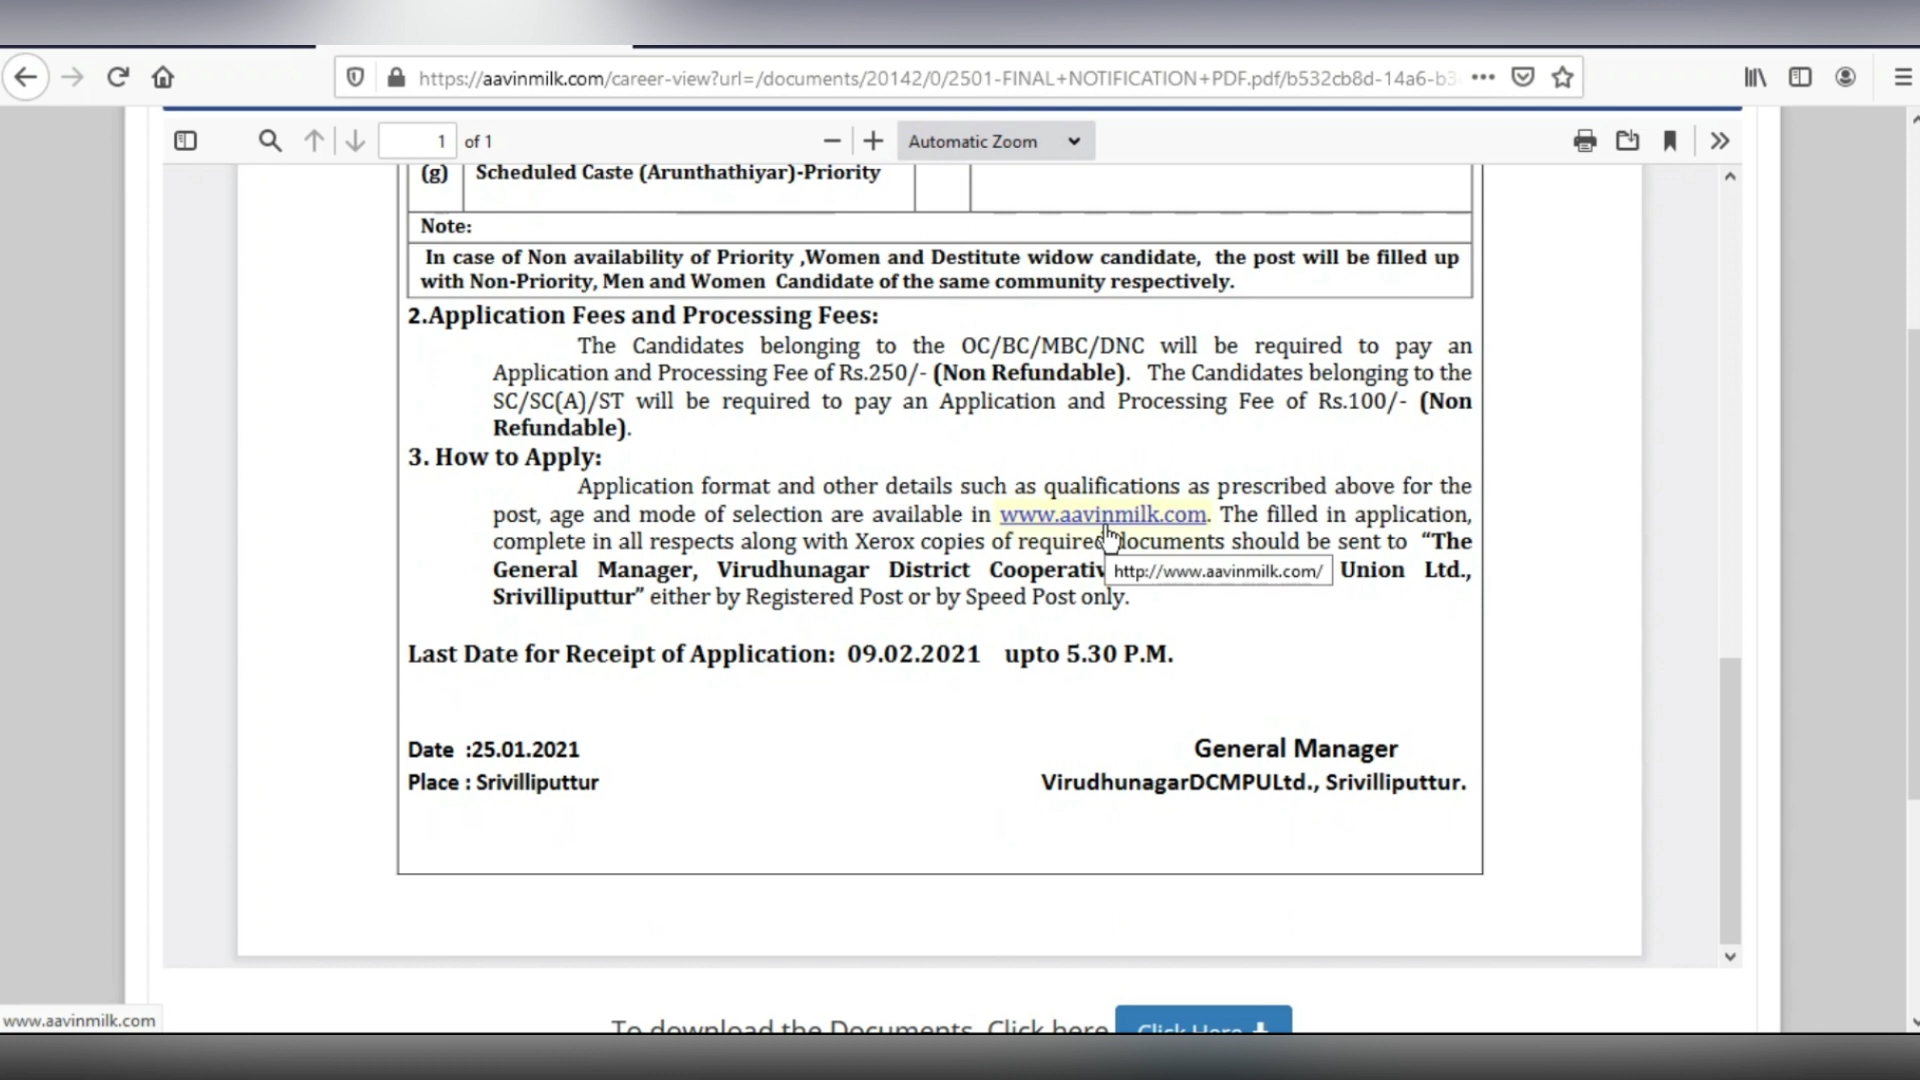 https://aavinmilk.com/career-view?url=/documents/20142/0/2501-FINAL+NOTIFICATION+PDF.pdf/b532cb8d-14a6-b3
1 of 1
Automatic Zoom
(g) Scheduled Caste (Arunthathiyar)-Priority
Note:
In case of Non availability of Priority ,Women and Destitute widow candidate, the post will be filled up
with Non-Priority, Men and Women Candidate of the same community respectively.
2.Application Fees and Processing Fees:
The Candidates belonging to the OC/BC/MBC/DNC will be required to pay an
Application and Processing Fee of Rs.250/- (Non Refundable). The Candidates belonging to the
SC/SC(A)/ST will be required to pay an Application and Processing Fee of Rs.100/- (Non
Refundable).
3. How to Apply:
Application format and other details such as qualifications as prescribed above for the
post, age and mode of selection are available in www.aavinmilk.com. The filled in application,
complete in all respects along with Xerox copies of required documents should be sent to “The
General Manager, Virudhunagar District Cooperativ Union Ltd.,
http://www.aavinmilk.com/
Srivilliputtur” either by Registered Post or by Speed Post only.
Last Date for Receipt of Application: 09.02.2021 upto 5.30 P.M.
Date :25.01.2021
General Manager
Place : Srivilliputtur
VirudhunagarDCMPULtd., Srivilliputtur.
www.aavinmilk.com
To download the Documents, Click here Click Here